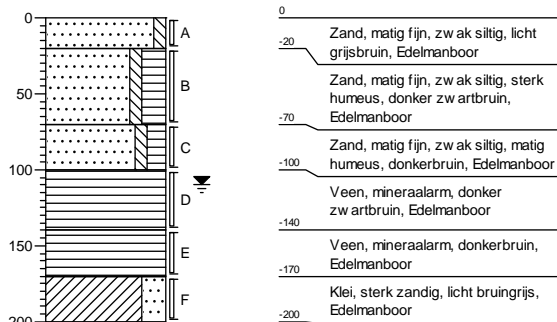 0
50
100
150
200
A
B
C
D
E
F
0
Zand, matig fijn, zwak siltig, licht
grijsbruin, Edelmanboor
-20
Zand, matig fijn, zwak siltig, sterk
humeus, donker zwartbruin,
Edelmanboor
-70
Zand, matig fijn, zwak siltig, matig
humeus, donkerbruin, Edelmanboor
-100
Veen, mineraalarm, donker
zwartbruin, Edelmanboor
-140
Veen, mineraalarm, donkerbruin,
Edelmanboor
-170
Klei, sterk zandig, licht bruingrijs,
Edelmanboor
-200